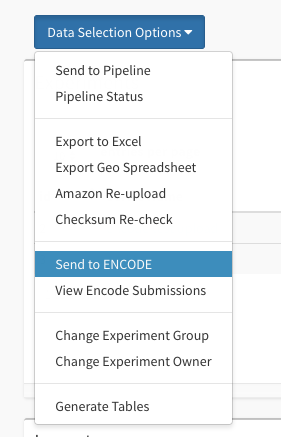 Data Selection Options
Send to Pipeline
Pipeline Status
Export to Excel
Export Geo Spreadsheet
Amazon Re-upload
Checksum Re-check
Send to ENCODE
View Encode Submissions
Change Experiment Group
Change Experiment Owner
Generate Tables